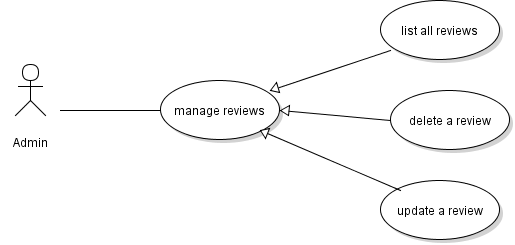 list all reviews
manage reviews
delete a review
Admin
update a review